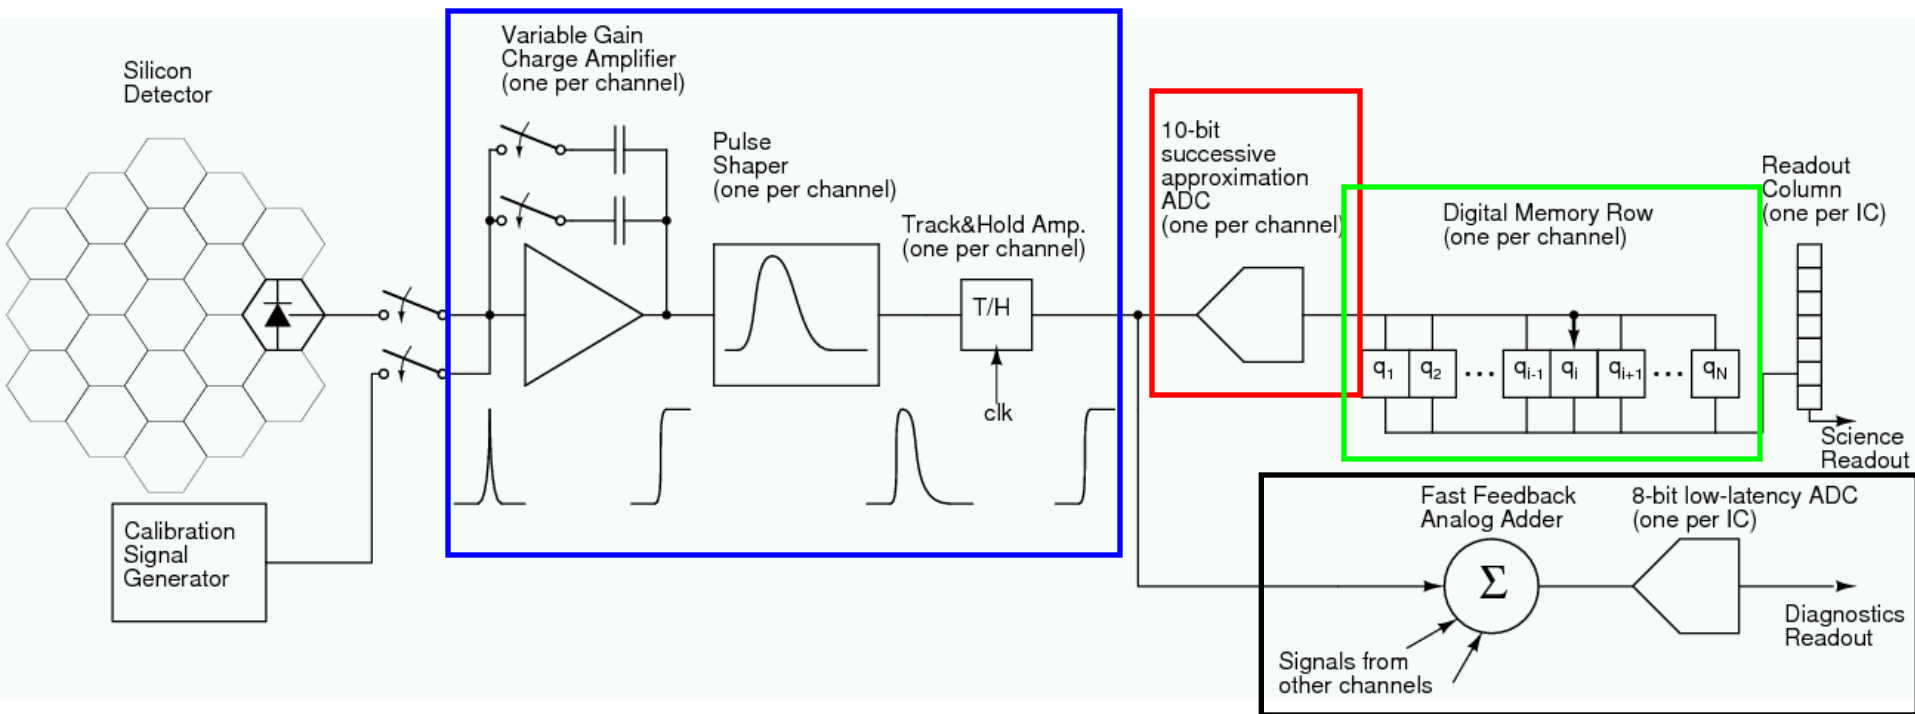 Silicon
Detector
Variable Gain
Charge Amplifier
(one per channel)
Pulse
Shaper
(one per channel)
Track&Hold Amp.
(one per channel)
T/H
clk
10-bit
successive
approximation
ADC
(one per channel)
Digital Memory Row
(one per channel)
q1 q2 ... qi-1 qi qi+1 ... qN
Readout
Column
(one per IC)
Science
Readout
Calibration
Signal
Generator
Fast Feedback
Analog Adder
Σ
Signals from
other channels
8-bit low-latency ADC
(one per IC)
Diagnostics
Readout